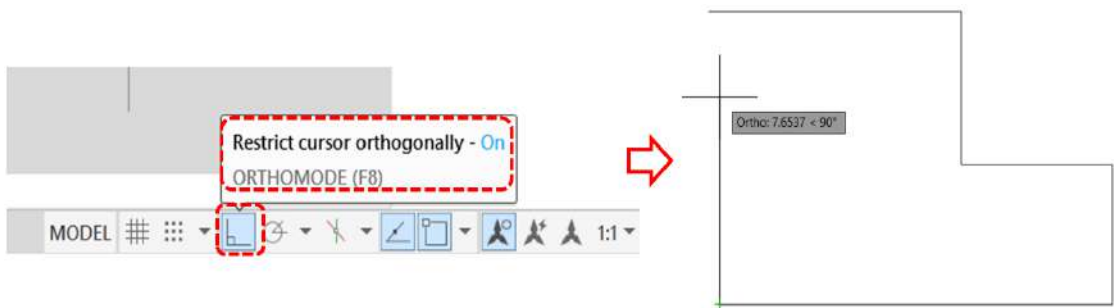 Restrict cursor orthogonally - On
ORTHOMODE (F8)
MODEL
1:1
Ortho: 7.6537 < 90°